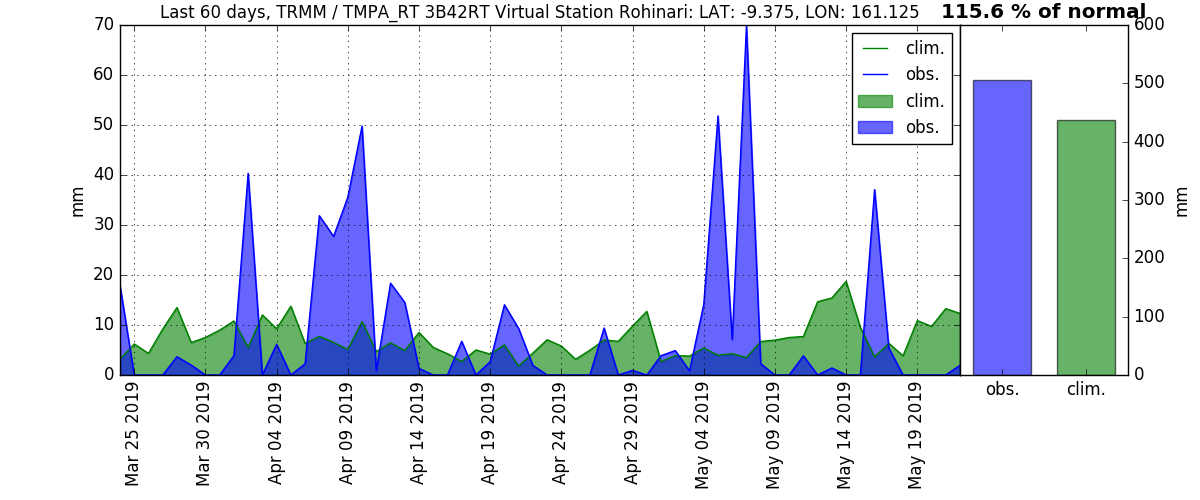 Last 60 days, TRMM / TMPA_RT 3B42RT Virtual Station Rohinari: LAT: -9.375, LON: 161.125
115.6 % of normal
70
60
50
40
30
20
10
0
mm
clim.
obs.
clim.
obs.
Mar 25 2019
Mar 30 2019
Apr 04 2019
Apr 09 2019
Apr 14 2019
Apr 19 2019
Apr 24 2019
Apr 29 2019
May 04 2019
May 09 2019
May 14 2019
May 19 2019
600
500
400
300
200
100
0
mm
obs.
clim.